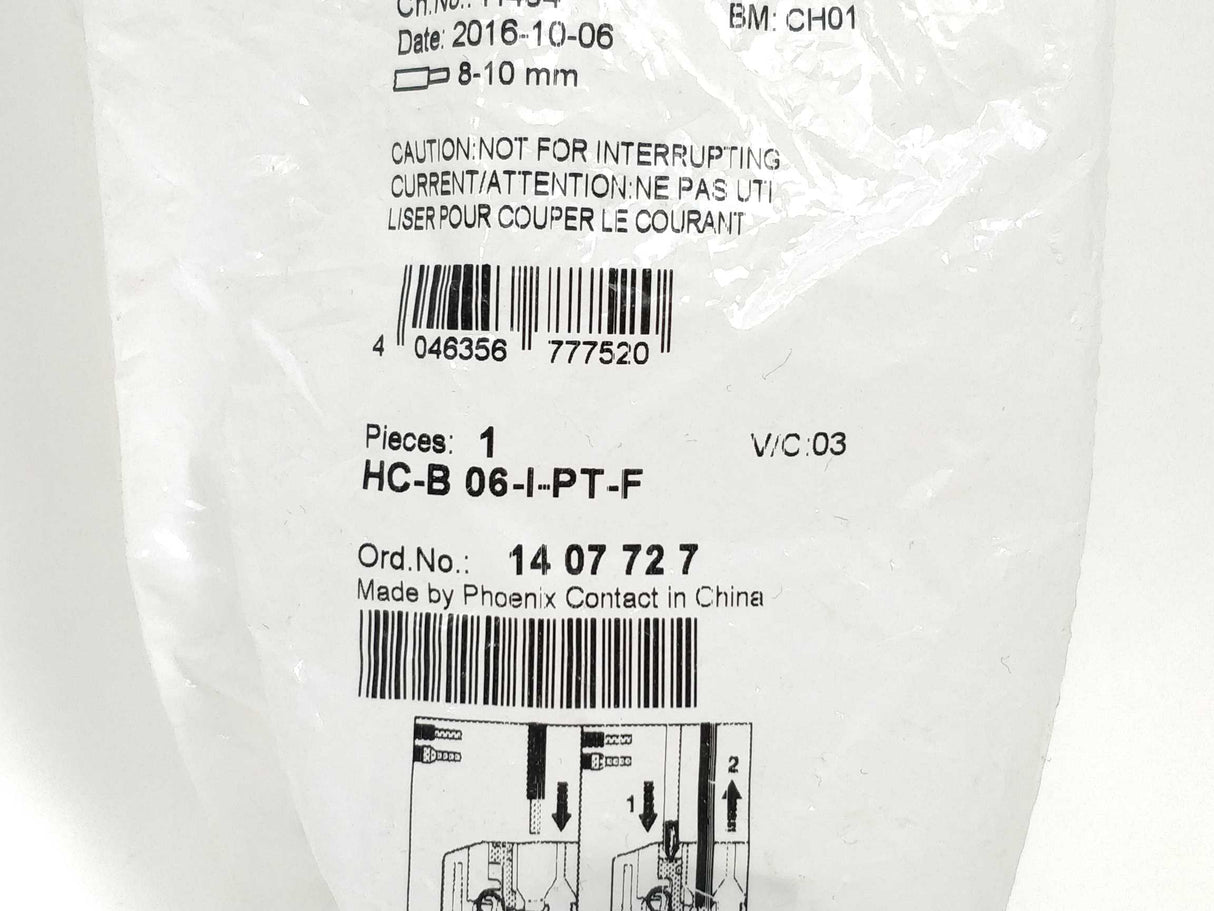 Ch.No.:
BM: CH01
Date: 2016-10-06
8-10 mm
CAUTION:NOT FOR INTERRUPTING
CURRENT/ATTENTION:NE PAS UTI
LISER POUR COUPER LE COURANT
4 046356 777520
Pieces: 1
V/C:03
HC-B 06-I-PT-F
Ord.No.: 14 07 72 7
Made by Phoenix Contact in China
2
1